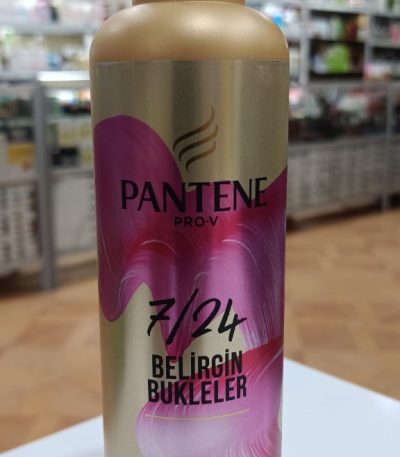 PANTENE
PRO-V
7/24
BELİRGİN
BUKLELER